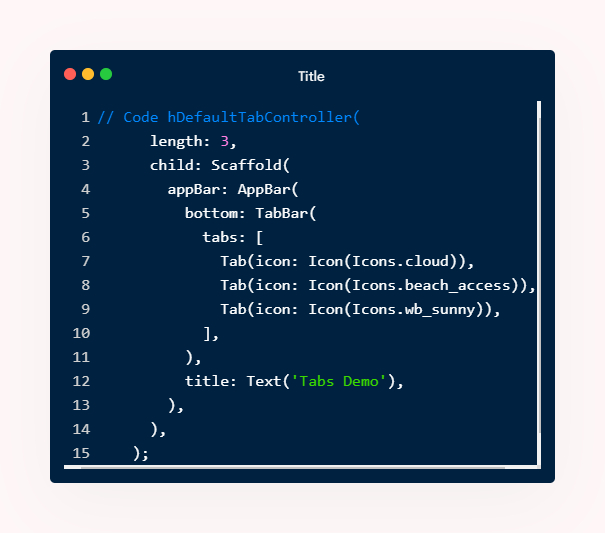 Title
1 // Code hDefaultTabController(
2       length: 3,
3       child: Scaffold(
4         appBar: AppBar(
5           bottom: TabBar(
6             tabs: [
7               Tab(icon: Icon(Icons.cloud)),
8               Tab(icon: Icon(Icons.beach_access)),
9               Tab(icon: Icon(Icons.wb_sunny)),
10             ],
11           ),
12           title: Text('Tabs Demo'),
13         ),
14       ),
15     );